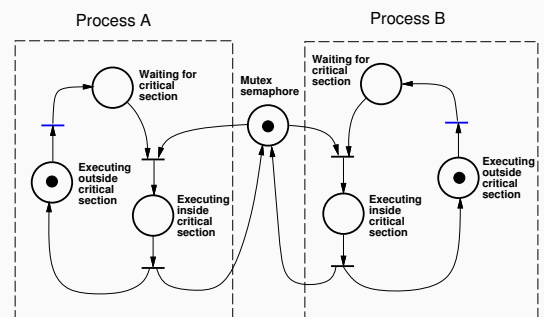 Process A
Process B
Waiting for
critical
section
Mutex
semaphore
Waiting for
critical
section
Executing
outside
critical
section
Executing
inside
critical
section
Executing
inside
critical
section
Executing
outside
critical
section